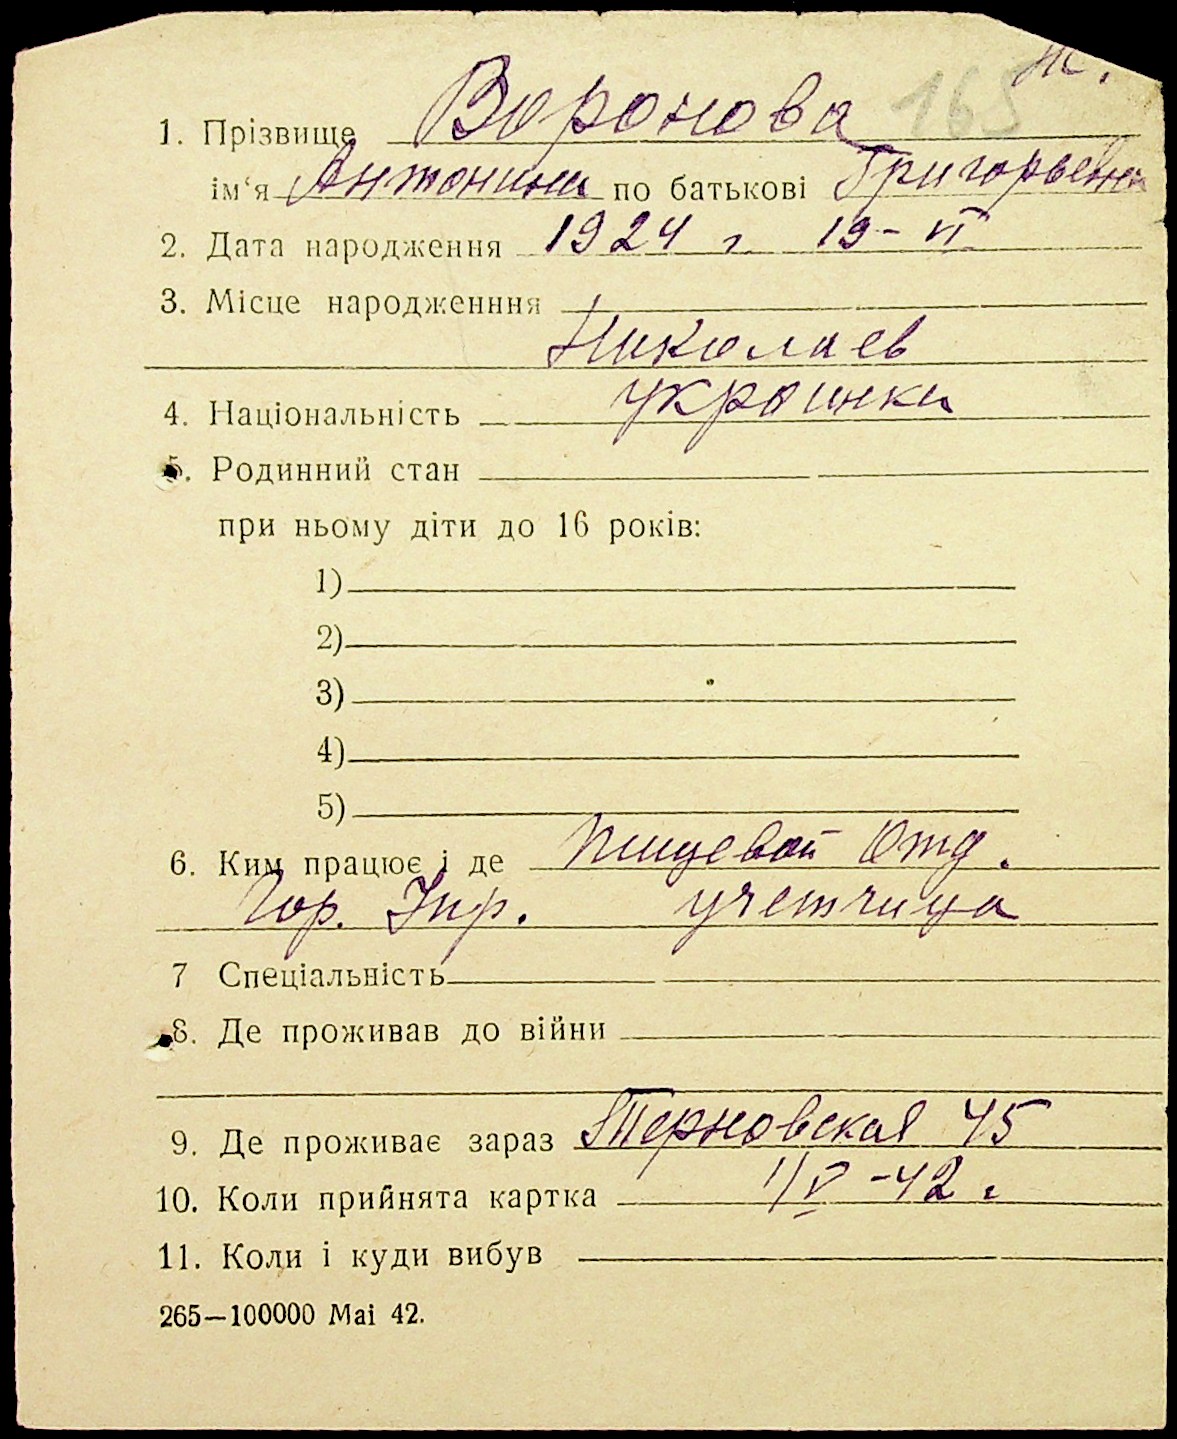 Ж.
165
1. Прізвище Воронова
ім‘я Антонина по батькові Григорьевна
2. Дата народження 1924 г. 19-VI
3. Місце народженння
Николаев
4. Національність украинка
5. Родинний стан
при ньому діти до 16 років:
1)
2)
3)
4)
5)
6. Ким працює і де Пищевой Отд.
Гор. Упр. учетчица
7 Спеціальність
8. Де проживав до війни
9. Де проживає зараз Терновская 45
10. Коли прийнята картка 1/V-42 г
11. Коли і куди вибув
265—100000 Mai 42.